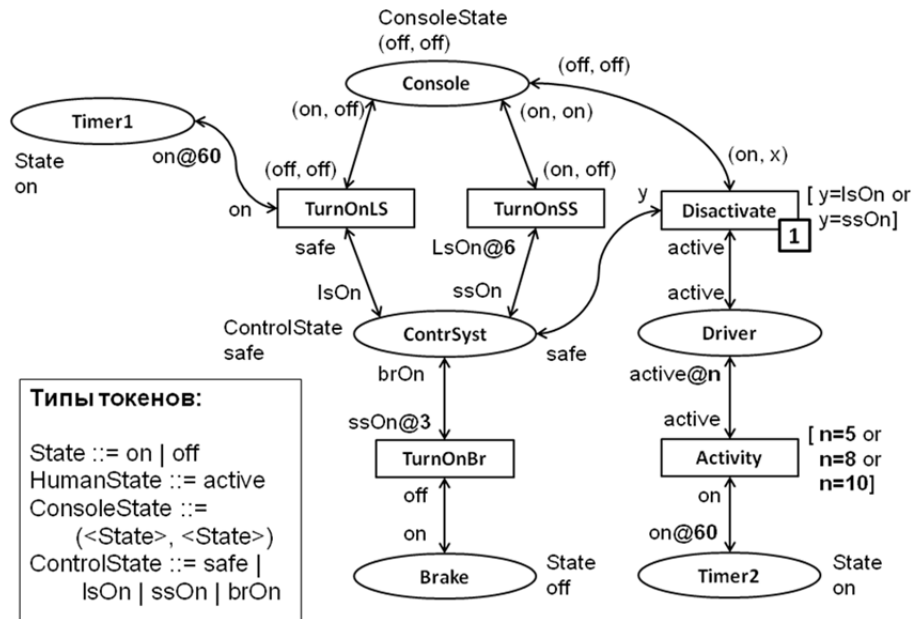 ConsoleState
(off, off)
Console
(off, off)
Timer1
State
on
on@60
on
(on, off)
(on, on)
(off, off)
(on, off)
(on, x)
TurnOnLS
TurnOnSS
y
Disactivate
1
[ y=lsOn or
y=ssOn]
safe
LsOn@6
active
lsOn
ssOn
active
ControlState
safe
ContrSyst
safe
Driver
brOn
active@n
ssOn@3
active
TurnOnBr
Activity
[ n=5 or
n=8 or
n=10]
off
on
on
on@60
Brake
State
off
Timer2
State
on
Типы токенов:
State ::= on | off
HumanState ::= active
ConsoleState ::=
(<State>, <State>)
ControlState ::= safe |
lsOn | ssOn | brOn